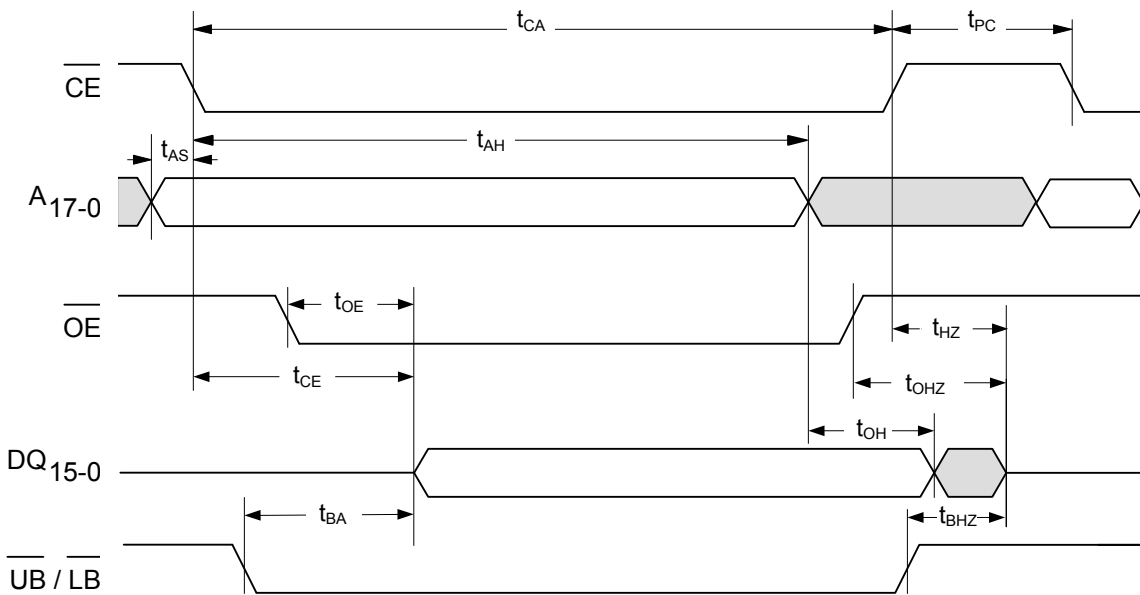 tCA
tPC
CE
tAH
tAS
A17-0
tOE
OE
tHZ
tCE
tOHZ
tOH
DQ15-0
tBA
tBHZ
UB / LB